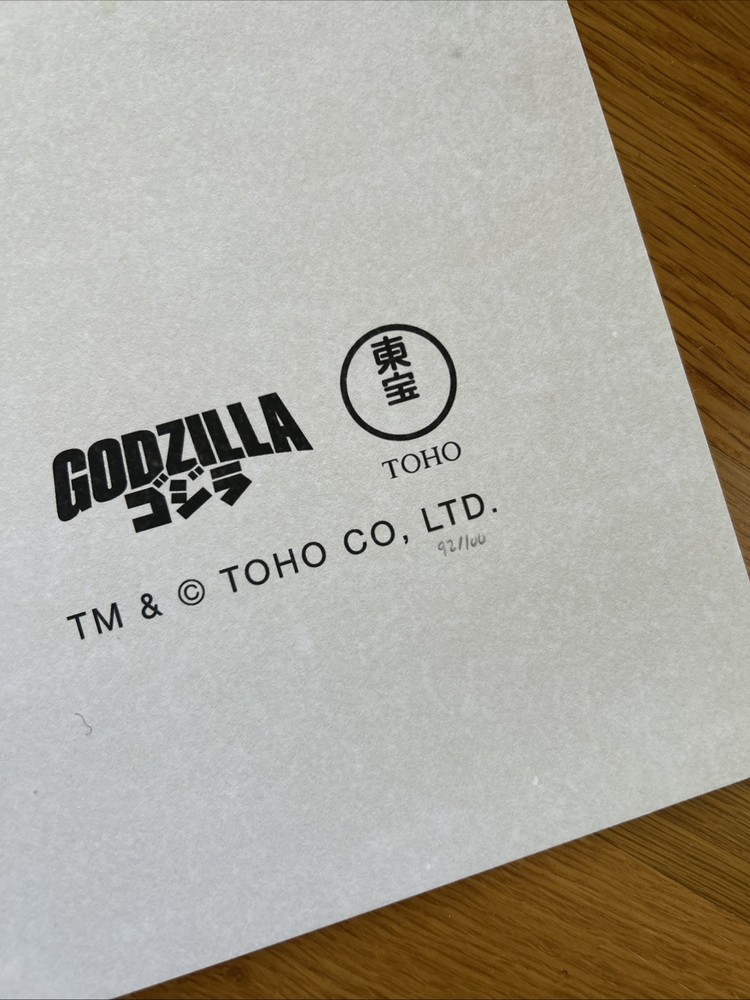 GODZILLA
ゴジラ
東宝
TOHO
TM & © TOHO CO, LTD.
92/100